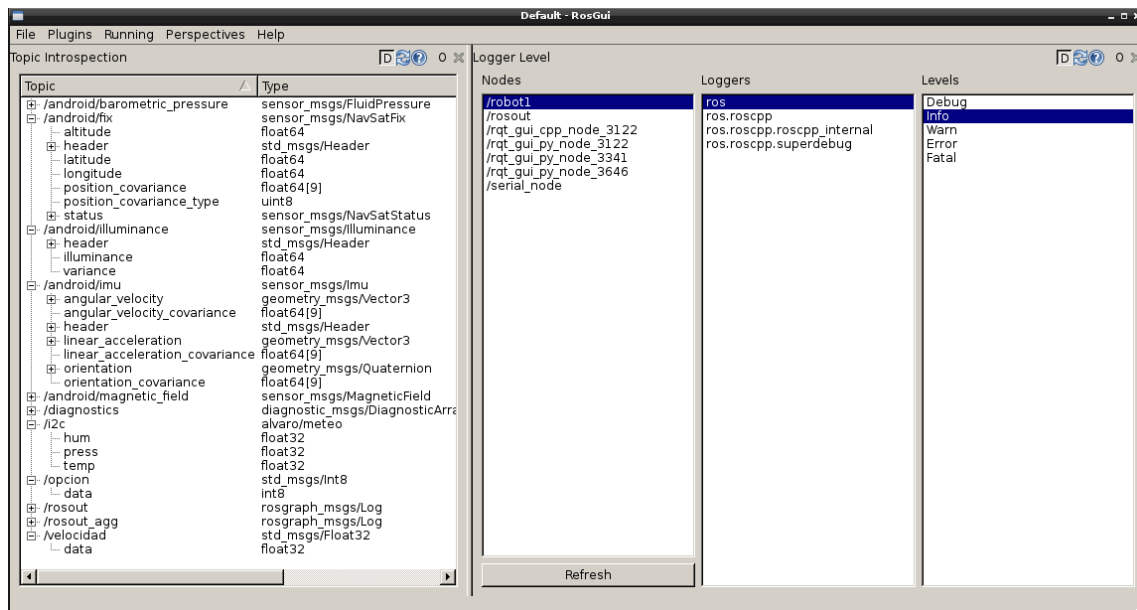 Default - RosGui
File Plugins Running Perspectives Help
Topic Introspection D O
Topic Type
/android/barometric_pressure sensor_msgs/FluidPressure
/android/fix sensor_msgs/NavSatFix
altitude float64
header std_msgs/Header
latitude float64
longitude float64
position_covariance float64[9]
position_covariance_type uint8
status sensor_msgs/NavSatStatus
/android/illuminance sensor_msgs/Illuminance
header std_msgs/Header
illuminance float64
variance float64
/android/imu sensor_msgs/Imu
angular_velocity geometry_msgs/Vector3
angular_velocity_covariance float64[9]
header std_msgs/Header
linear_acceleration geometry_msgs/Vector3
linear_acceleration_covariance float64[9]
orientation geometry_msgs/Quaternion
orientation_covariance float64[9]
/android/magnetic_field sensor_msgs/MagneticField
/diagnostics diagnostic_msgs/DiagnosticArra
/i2c alvaro/meteo
hum float32
press float32
temp float32
/opcion std_msgs/Int8
data int8
/rosout rosgraph_msgs/Log
/rosout_agg rosgraph_msgs/Log
/velocidad std_msgs/Float32
data float32
Logger Level D O
Nodes
/robot1
/rosout
/rqt_gui_cpp_node_3122
/rqt_gui_py_node_3122
/rqt_gui_py_node_3341
/rqt_gui_py_node_3646
/serial_node
Refresh
Loggers
ros
ros.roscpp
ros.roscpp.roscpp_internal
ros.roscpp.superdebug
Levels
Debug
Info
Warn
Error
Fatal